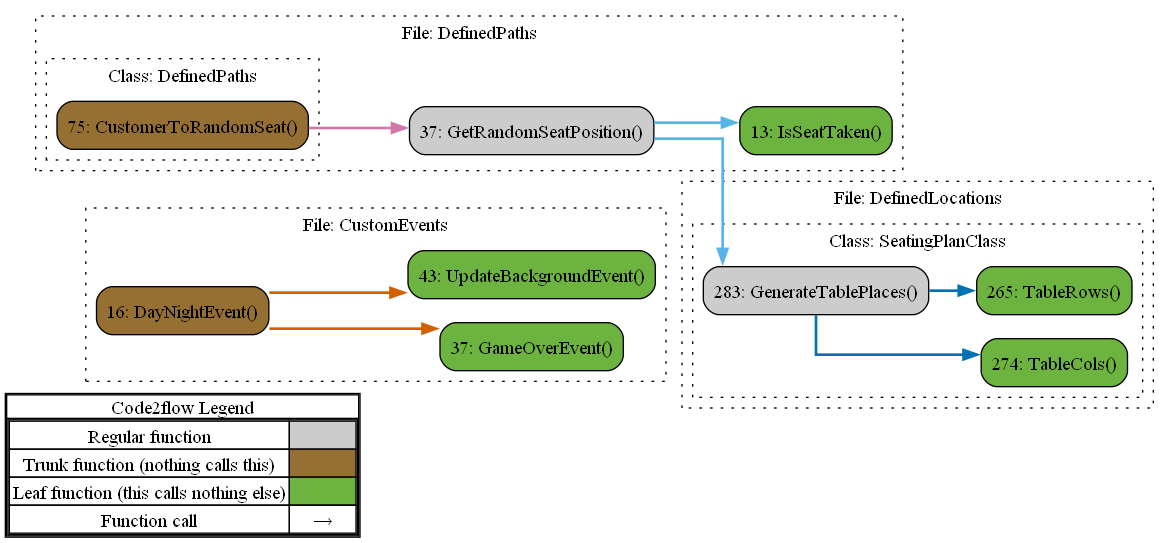 File: DefinedPaths
Class: DefinedPaths
75: CustomerToRandomSeat()
37: GetRandomSeatPosition()
13: IsSeatTaken()
File: DefinedLocations
Class: SeatingPlanClass
283: GenerateTablePlaces()
265: TableRows()
274: TableCols()
File: CustomEvents
43: UpdateBackgroundEvent()
16: DayNightEvent()
37: GameOverEvent()
Code2flow Legend
Regular function
Trunk function (nothing calls this)
Leaf function (this calls nothing else)
Function call →